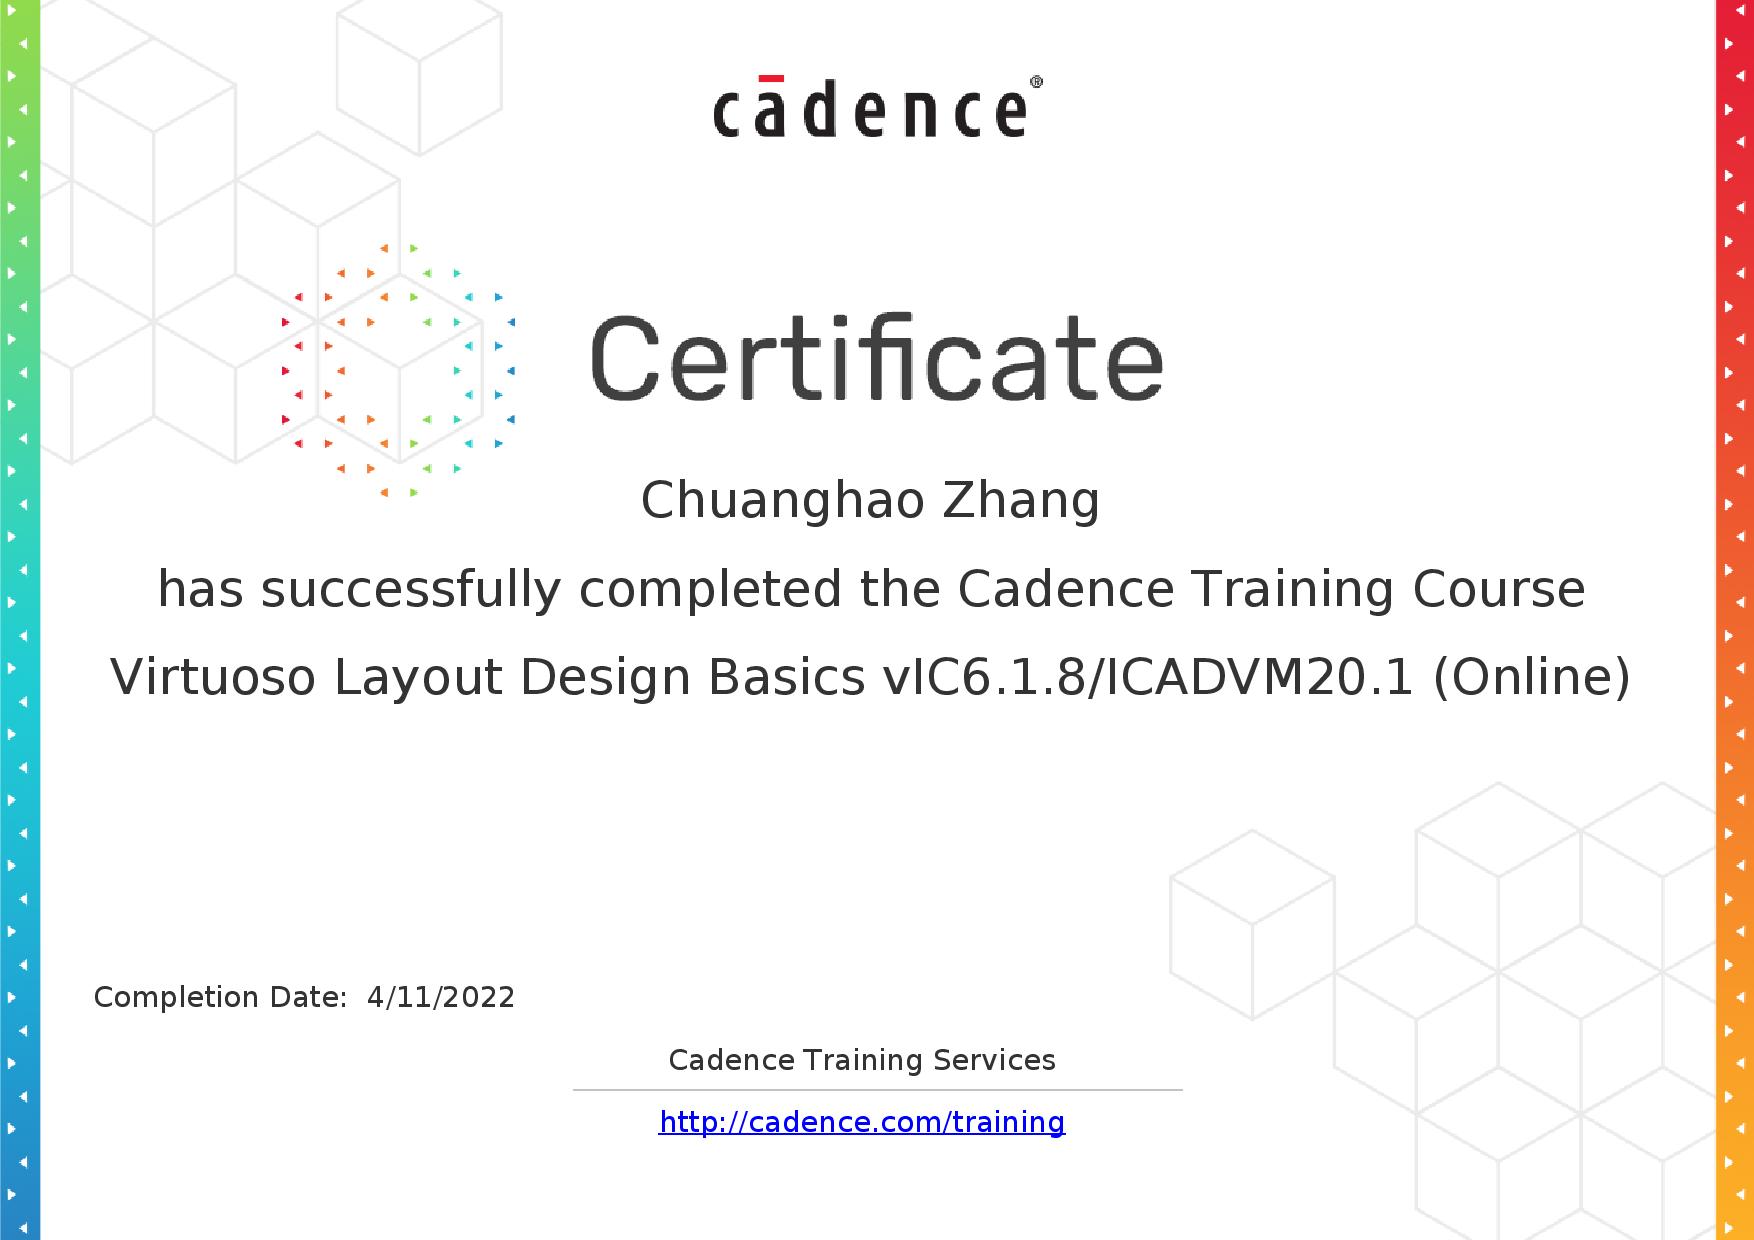 cādence®
Certificate
Chuanghao Zhang
has successfully completed the Cadence Training Course
Virtuoso Layout Design Basics vIC6.1.8/ICADVM20.1 (Online)
Completion Date: 4/11/2022
Cadence Training Services
http://cadence.com/training